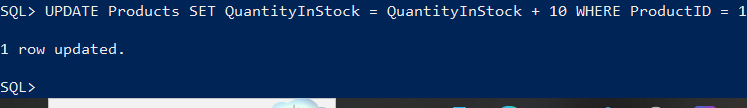 SQL> UPDATE Products SET QuantityInStock = QuantityInStock + 10 WHERE ProductID = 1
1 row updated.
SQL>